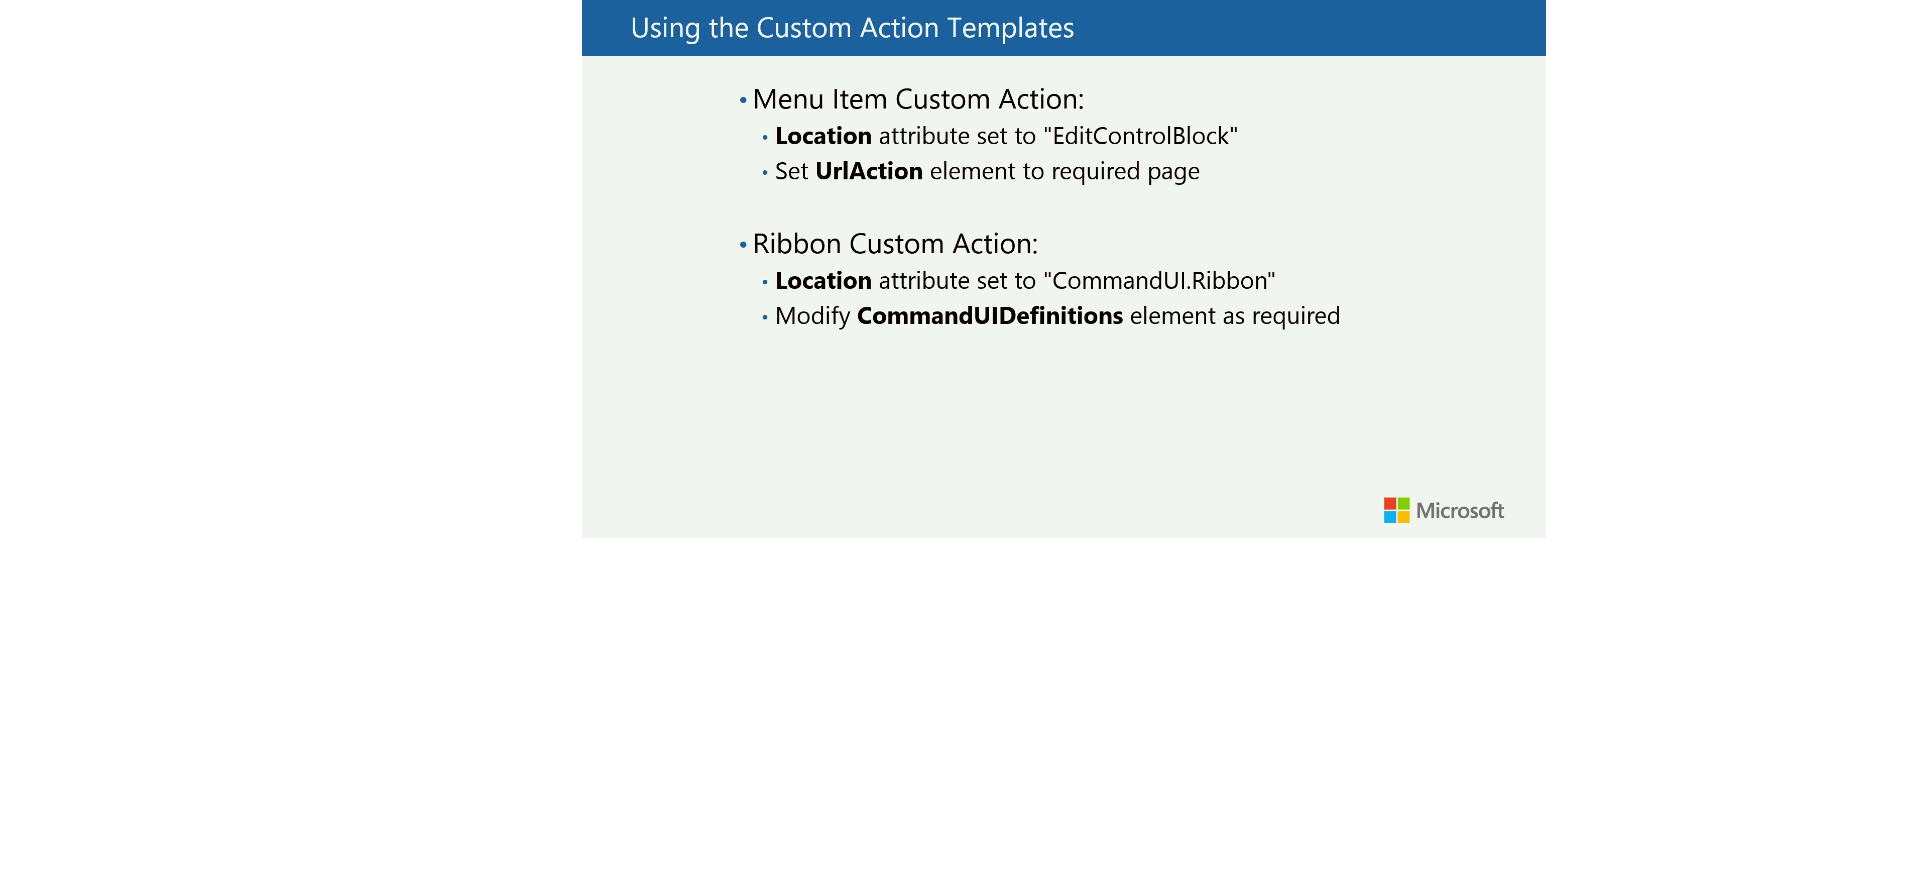 Using the Custom Action Templates
• Menu Item Custom Action:
• Location attribute set to "EditControlBlock"
• Set UrlAction element to required page
• Ribbon Custom Action:
• Location attribute set to "CommandUI.Ribbon"
• Modify CommandUIDefinitions element as required
Microsoft